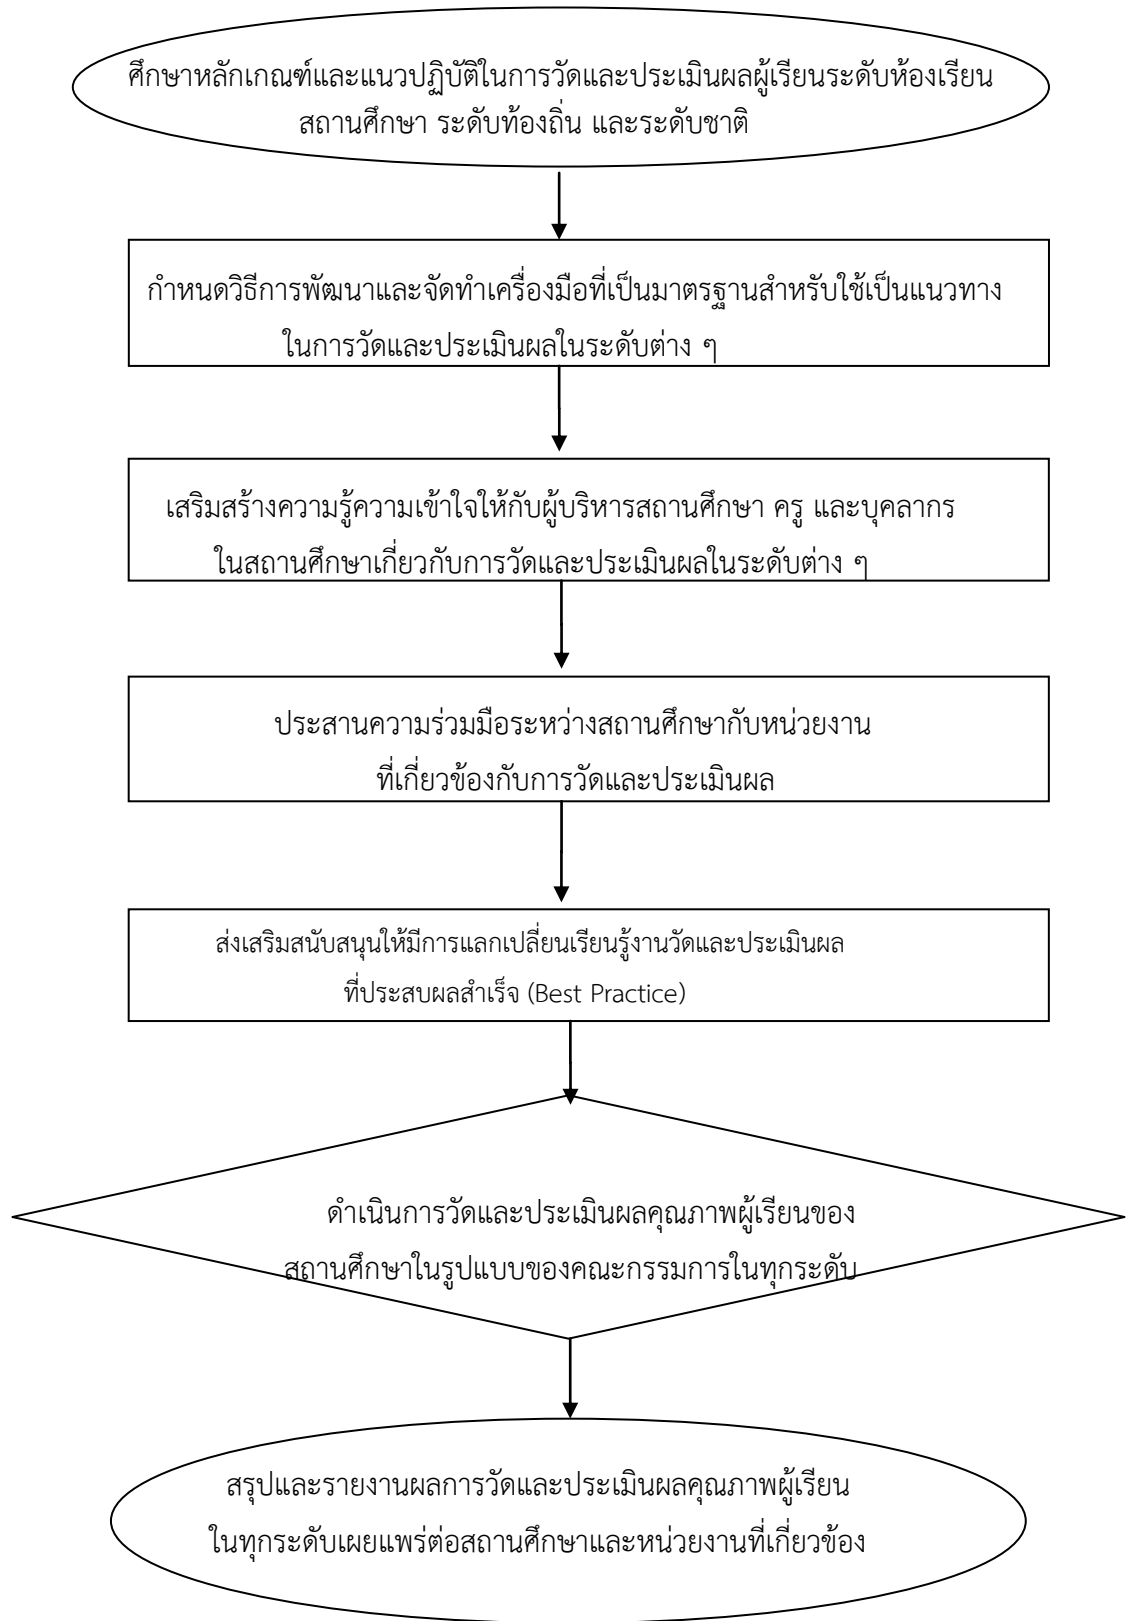 ศึกษาหลักเกณฑ์และแนวปฏิบัติในการวัดและประเมินผลผู้เรียนระดับห้องเรียน
สถานศึกษา ระดับท้องถิ่น และระดับชาติ
กำหนดวิธีการพัฒนาและจัดทำเครื่องมือที่เป็นมาตรฐานสำหรับใช้เป็นแนวทาง
ในการวัดและประเมินผลในระดับต่าง ๆ
เสริมสร้างความรู้ความเข้าใจให้กับผู้บริหารสถานศึกษา ครู และบุคลากร
ในสถานศึกษาเกี่ยวกับการวัดและประเมินผลในระดับต่าง ๆ
ประสานความร่วมมือระหว่างสถานศึกษากับหน่วยงาน
ที่เกี่ยวข้องกับการวัดและประเมินผล
ส่งเสริมสนับสนุนให้มีการแลกเปลี่ยนเรียนรู้งานวัดและประเมินผล
ที่ประสบผลสำเร็จ (Best Practice)
ดำเนินการวัดและประเมินผลคุณภาพผู้เรียนของ
สถานศึกษาในรูปแบบของคณะกรรมการในทุกระดับ
สรุปและรายงานผลการวัดและประเมินผลคุณภาพผู้เรียน
ในทุกระดับเผยแพร่ต่อสถานศึกษาและหน่วยงานที่เกี่ยวข้อง